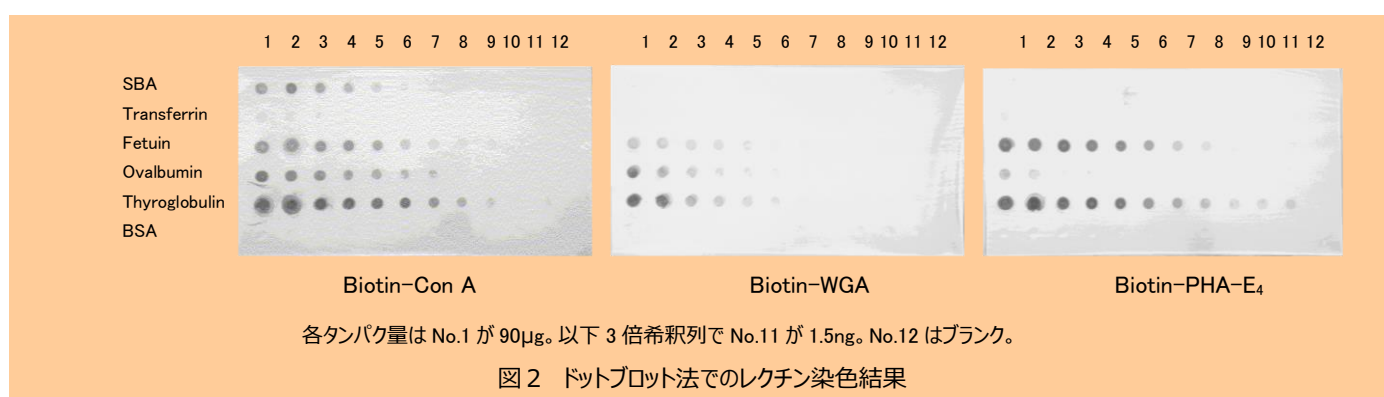 1 2 3 4 5 6 7 8 9 10 11 12 1 2 3 4 5 6 7 8 9 10 11 12 1 2 3 4 5 6 7 8 9 10 11 12
SBA
Transferrin
Fetuin
Ovalbumin
Thyroglobulin
BSA
Biotin-Con A Biotin-WGA Biotin-PHA-E₄
各タンパク量は No.1 が 90μg。以下 3 倍希釈列で No.11 が 1.5ng。No.12 はブランク。
図2 ドットブロット法でのレクチン染色結果